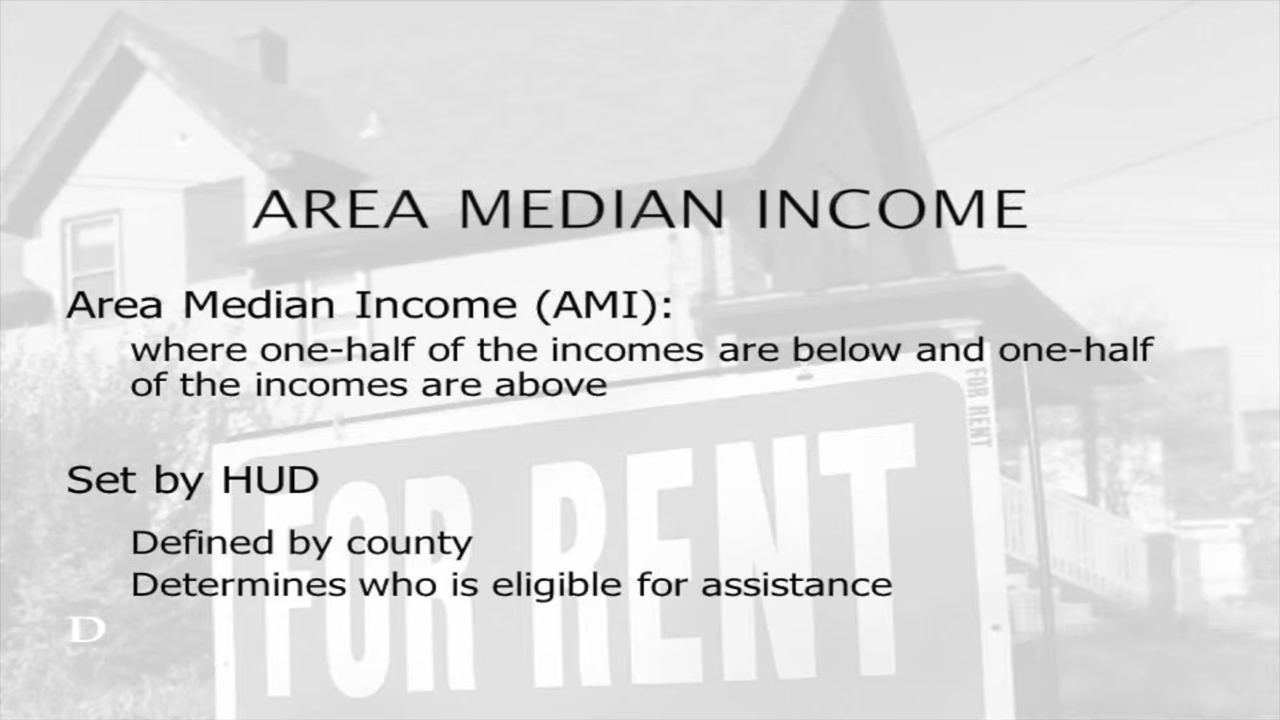 AREA MEDIAN INCOME
Area Median Income (AMI):
where one-half of the incomes are below and one-half
of the incomes are above
Set by HUD
Defined by county
Determines who is eligible for assistance
D
FOR RENT
FOR RENT